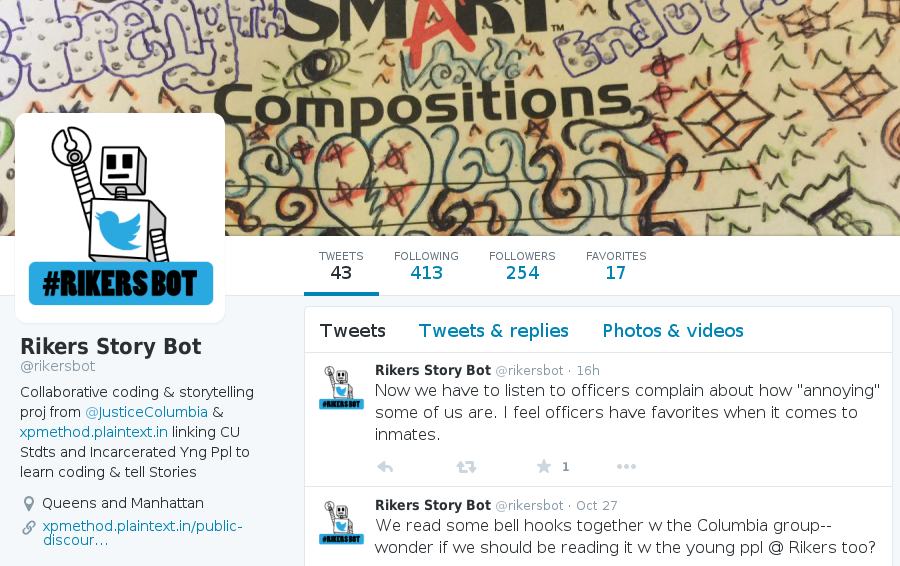 SMART™
Compositions
#RIKERS BOT
TWEETS
43
FOLLOWING
413
FOLLOWERS
254
FAVORITES
17
Rikers Story Bot
@rikersbot
Collaborative coding & storytelling
proj from @JusticeColumbia &
xpmethod.plaintext.in linking CU
Stdts and Incarcerated Yng Ppl to
learn coding & tell Stories
Queens and Manhattan
xpmethod.plaintext.in/public-
discour…
Tweets Tweets & replies Photos & videos
#RIKERS BOT
Rikers Story Bot @rikersbot · 16h
Now we have to listen to officers complain about how "annoying"
some of us are. I feel officers have favorites when it comes to
inmates.
1
#RIKERS BOT
Rikers Story Bot @rikersbot · Oct 27
We read some bell hooks together w the Columbia group--
wonder if we should be reading it w the young ppl @ Rikers too?